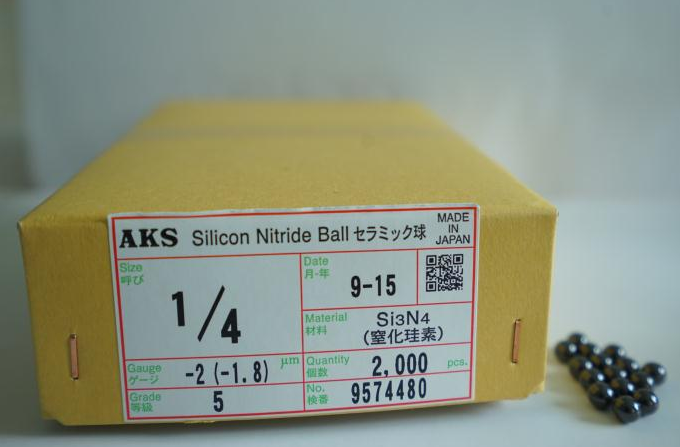 AKS Silicon Nitride Ball セラミック球 MADE IN JAPAN
Size
呼び
1/4
Date
月-年
9-15
Material
材料
Si3N4
(窒化珪素)
Gauge
ゲージ
-2 (-1.8) μm
Quantity
個数
2,000 pcs.
Grade
等級
5
No.
検番
9574480